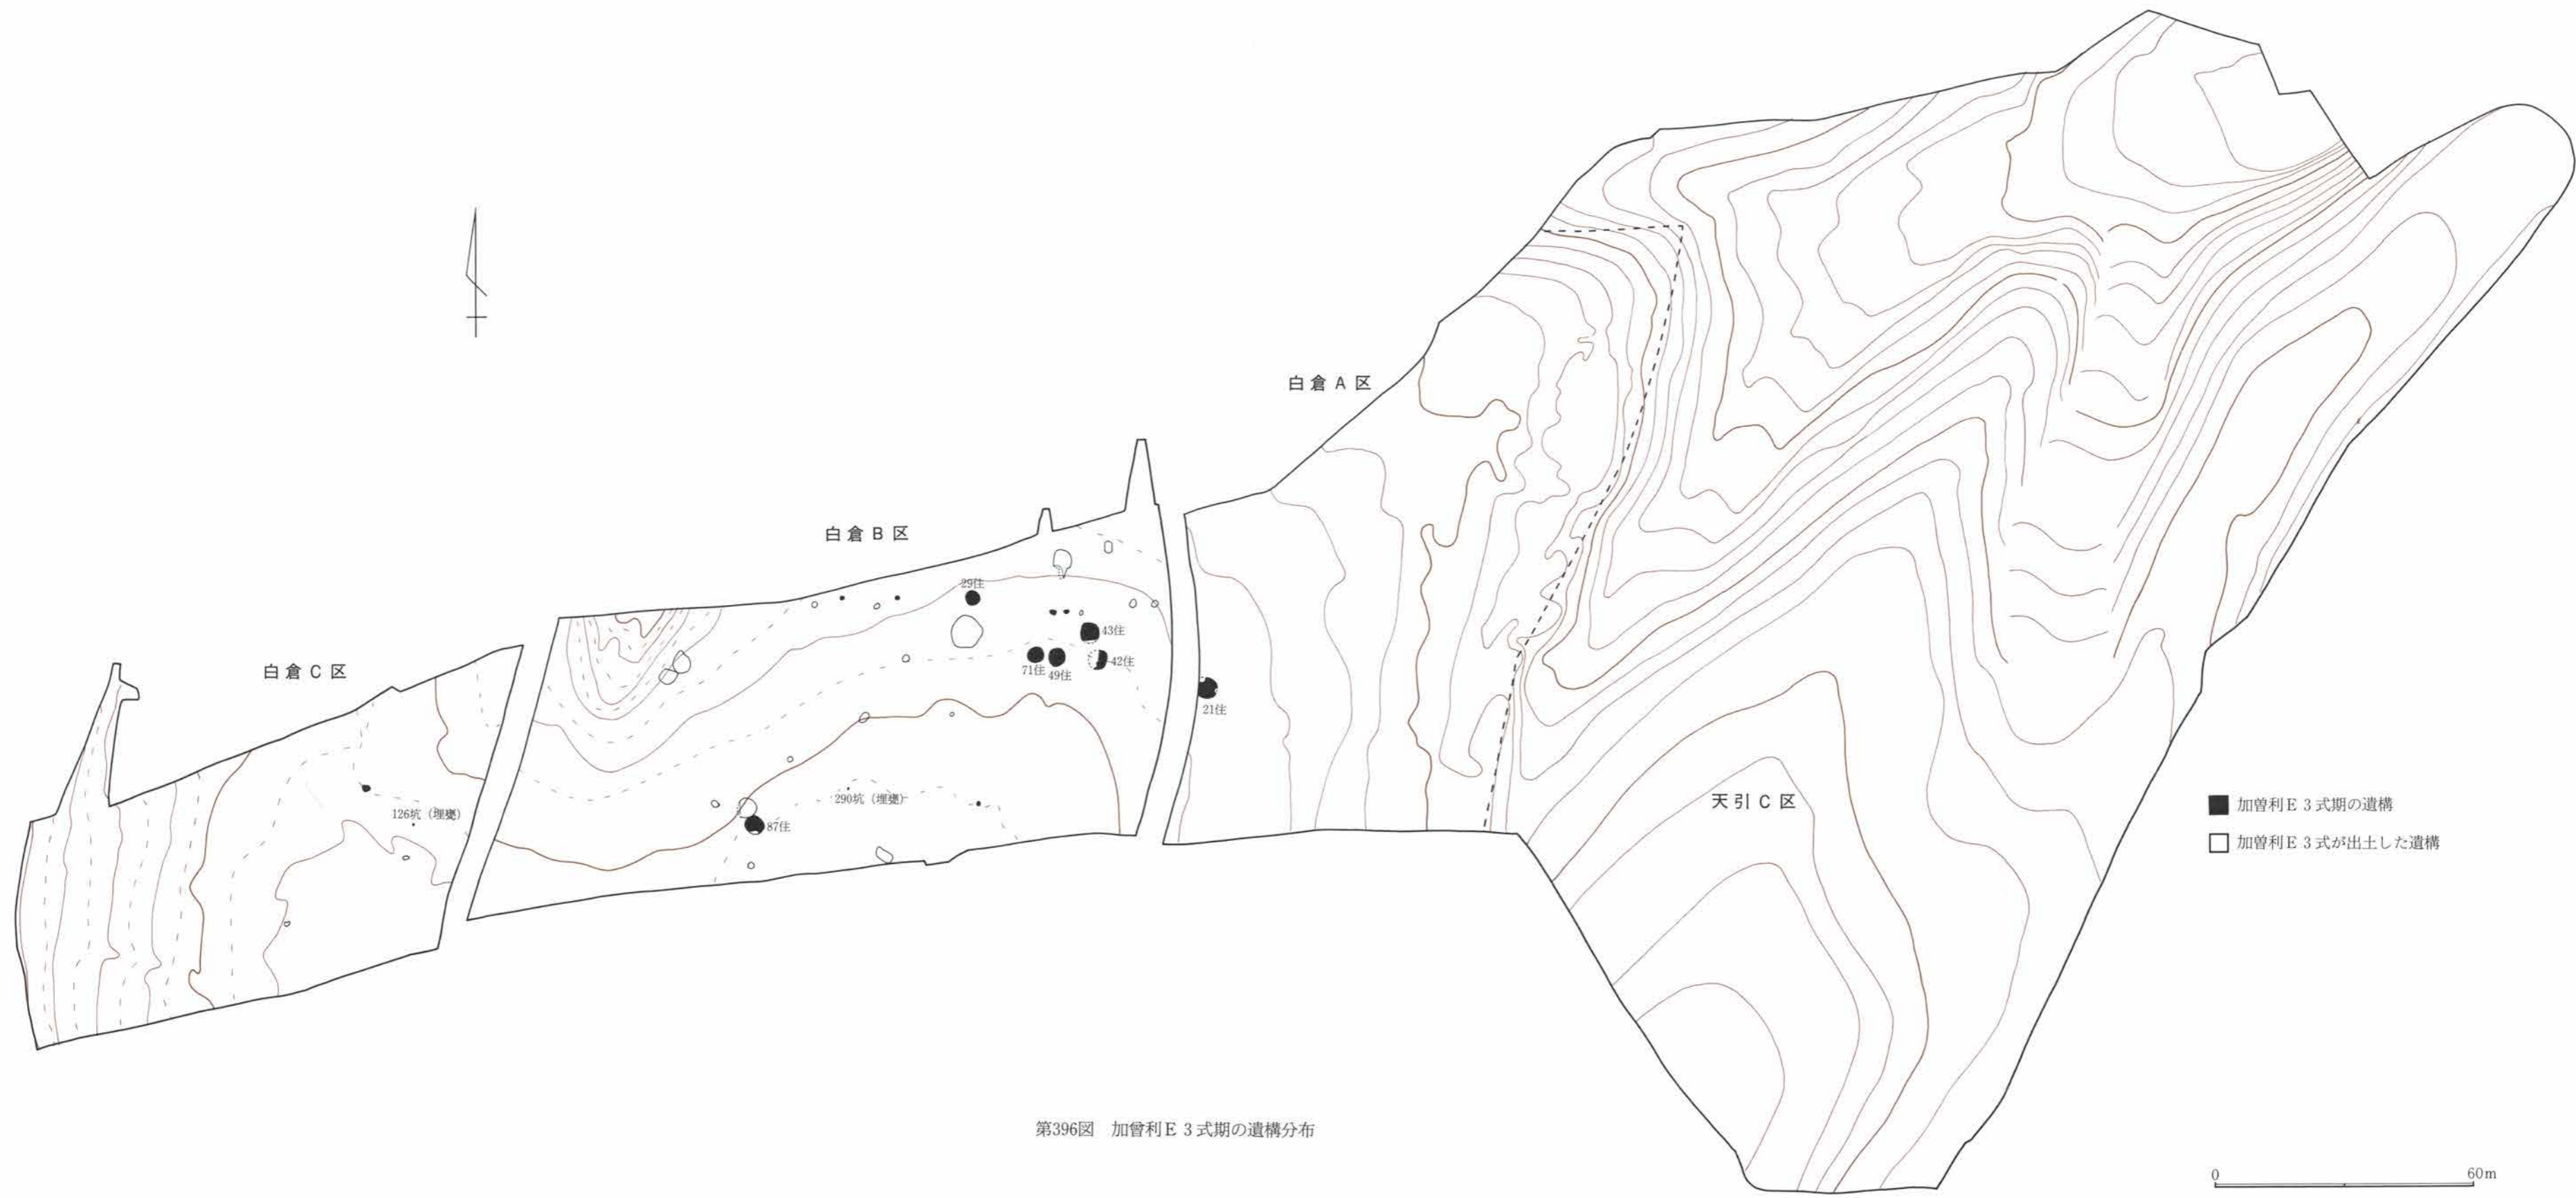 白倉A区
白倉B区
29住
43住
42住
71住
49住
白倉C区
21住
126坑（埋甕）
290坑（埋甕）
87住
天引C区
加曽利E3式期の遺構
加曽利E3式が出土した遺構
第396図 加曽利E3式期の遺構分布
0 60m